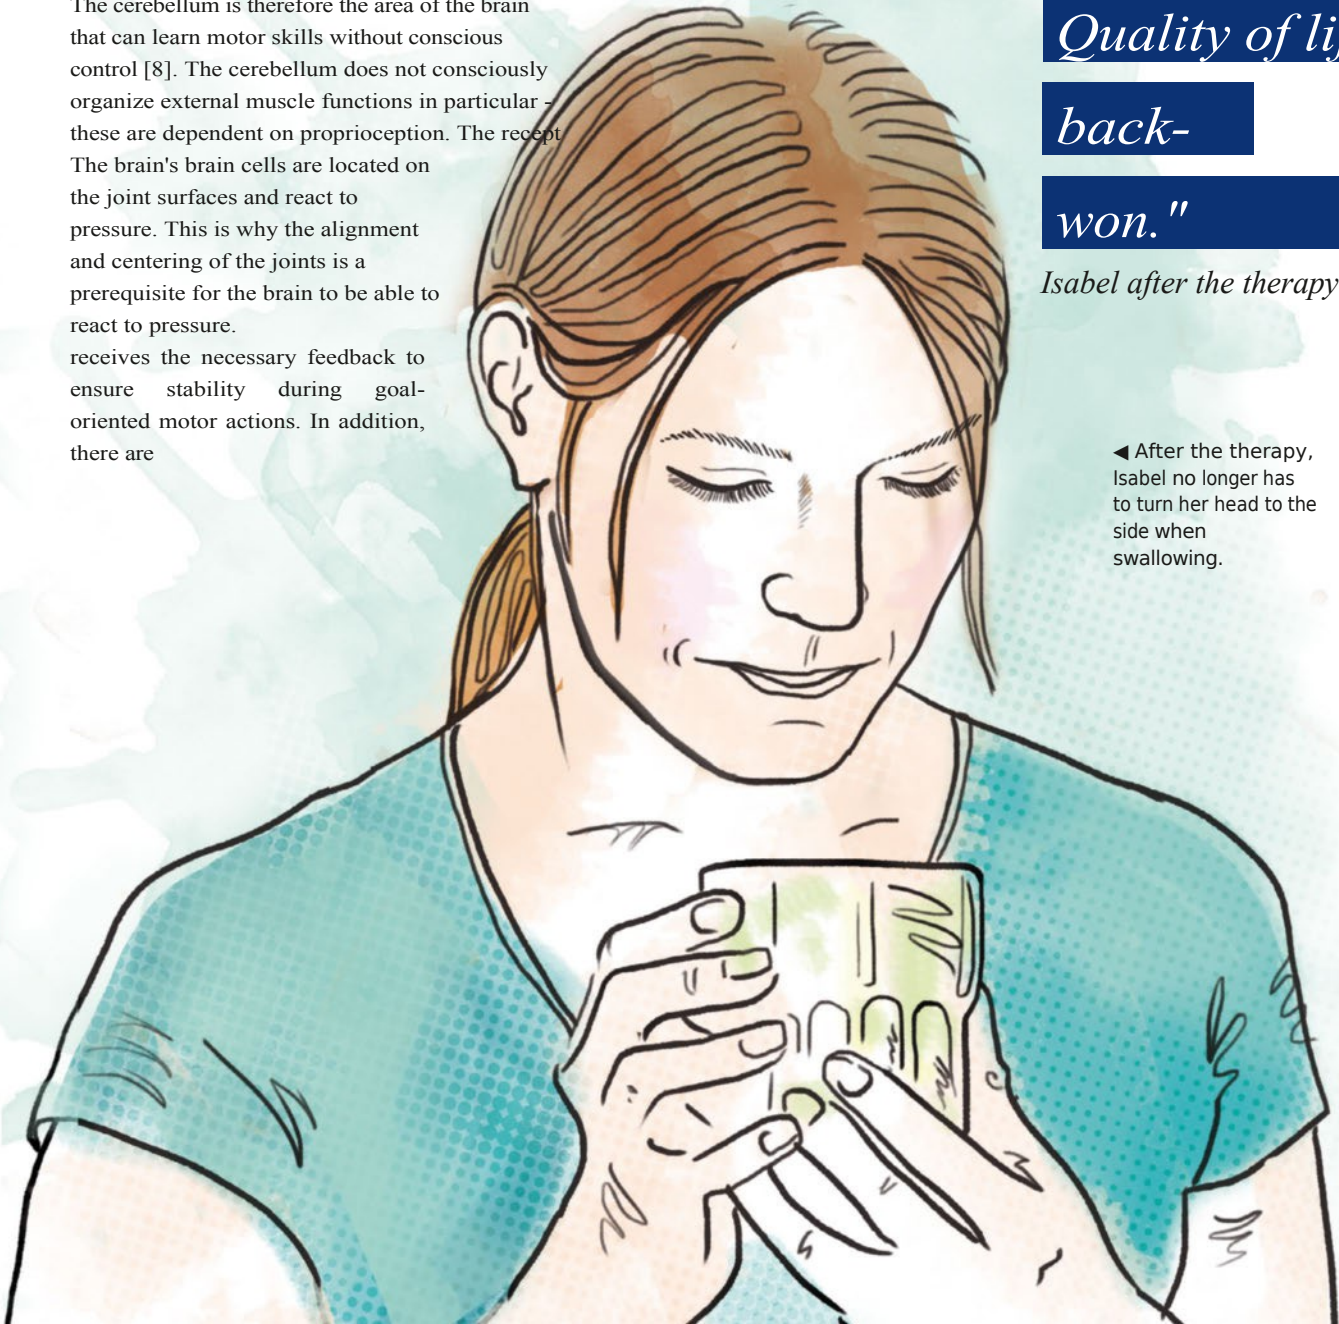 The cerebellum is therefore the area of the brain
that can learn motor skills without conscious
control [8]. The cerebellum does not consciously
organize external muscle functions in particular -
these are dependent on proprioception. The recept
The brain's brain cells are located on
the joint surfaces and react to
pressure. This is why the alignment
and centering of the joints is a
prerequisite for the brain to be able to
react to pressure.
receives the necessary feedback to
ensure stability during goal-
oriented motor actions. In addition,
there are
Quality of
back-
won."
Isabel after the therapy
◀ After the therapy,
Isabel no longer has
to turn her head to the
side when
swallowing.